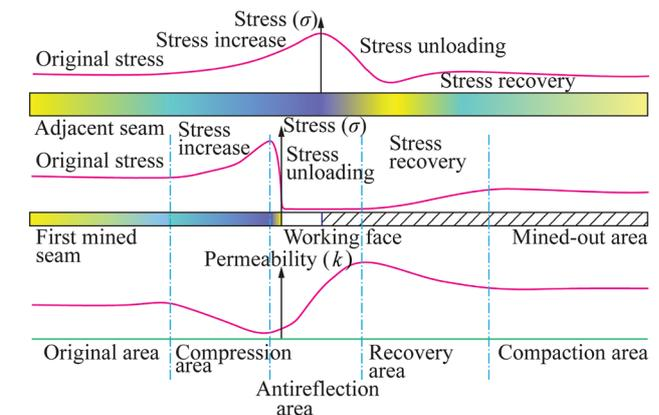 Stress (σ)
Stress increase
Stress unloading
Original stress
Stress recovery
Adjacent seam
Stress
increase
Stress (σ)
Stress
unloading
Stress
recovery
Original stress
First mined
seam
Working face
Mined-out area
Permeability (k)
Original area
Compression
area
Antireflection
area
Recovery
area
Compaction area